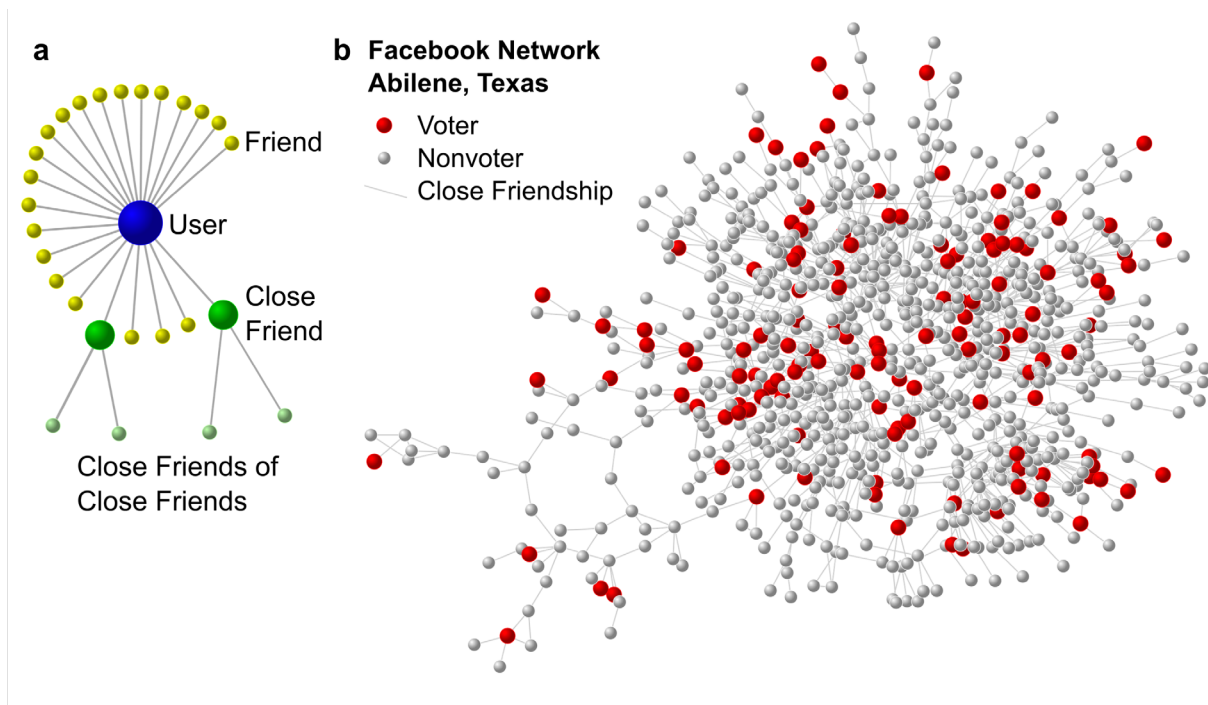 a
Friend
User
Close
Friend
Close Friends of
Close Friends
b Facebook Network
Abilene, Texas
Voter
Nonvoter
Close Friendship